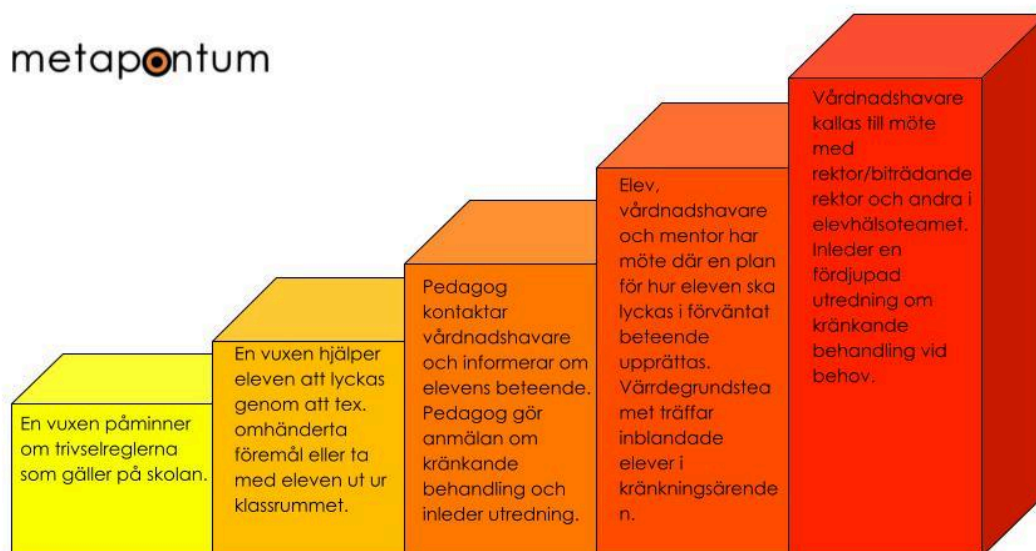 metapontum
En vuxen påminner
om trivselreglerna
som gäller på skolan.
En vuxen hjälper
eleven att lyckas
genom att tex.
omhänderta
föremål eller ta
med eleven ut ur
klassrummet.
Pedagog
kontaktar
vårdnadshavare
och informerar om
elevens beteende.
Pedagog gör
anmälan om
kränkande
behandling och
inleder utredning.
Elev,
vårdnadshavare
och mentor har
möte där en plan
för hur eleven ska
lyckas i förväntat
beteende
upprättas.
Värrdegrundstea
met träffar
inblandade
elever i
kränkningsärende
n.
Vårdnadshavare
kallas till möte
med
rektor/biträdande
rektor och andra i
elevhälsoteamet.
Inleder en
fördjupad
utredning om
kränkande
behandling vid
behov.